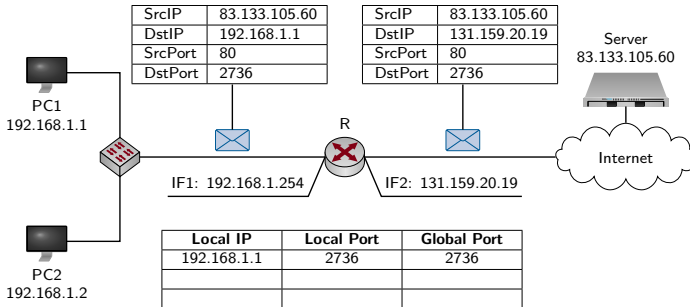 SrcIP 83.133.105.60
DstIP 192.168.1.1
SrcPort 80
DstPort 2736
SrcIP 83.133.105.60
DstIP 131.159.20.19
SrcPort 80
DstPort 2736
Server
83.133.105.60
PC1
192.168.1.1
R
Internet
IF1: 192.168.1.254
IF2: 131.159.20.19
PC2
192.168.1.2
Local IP Local Port Global Port
192.168.1.1 2736 2736